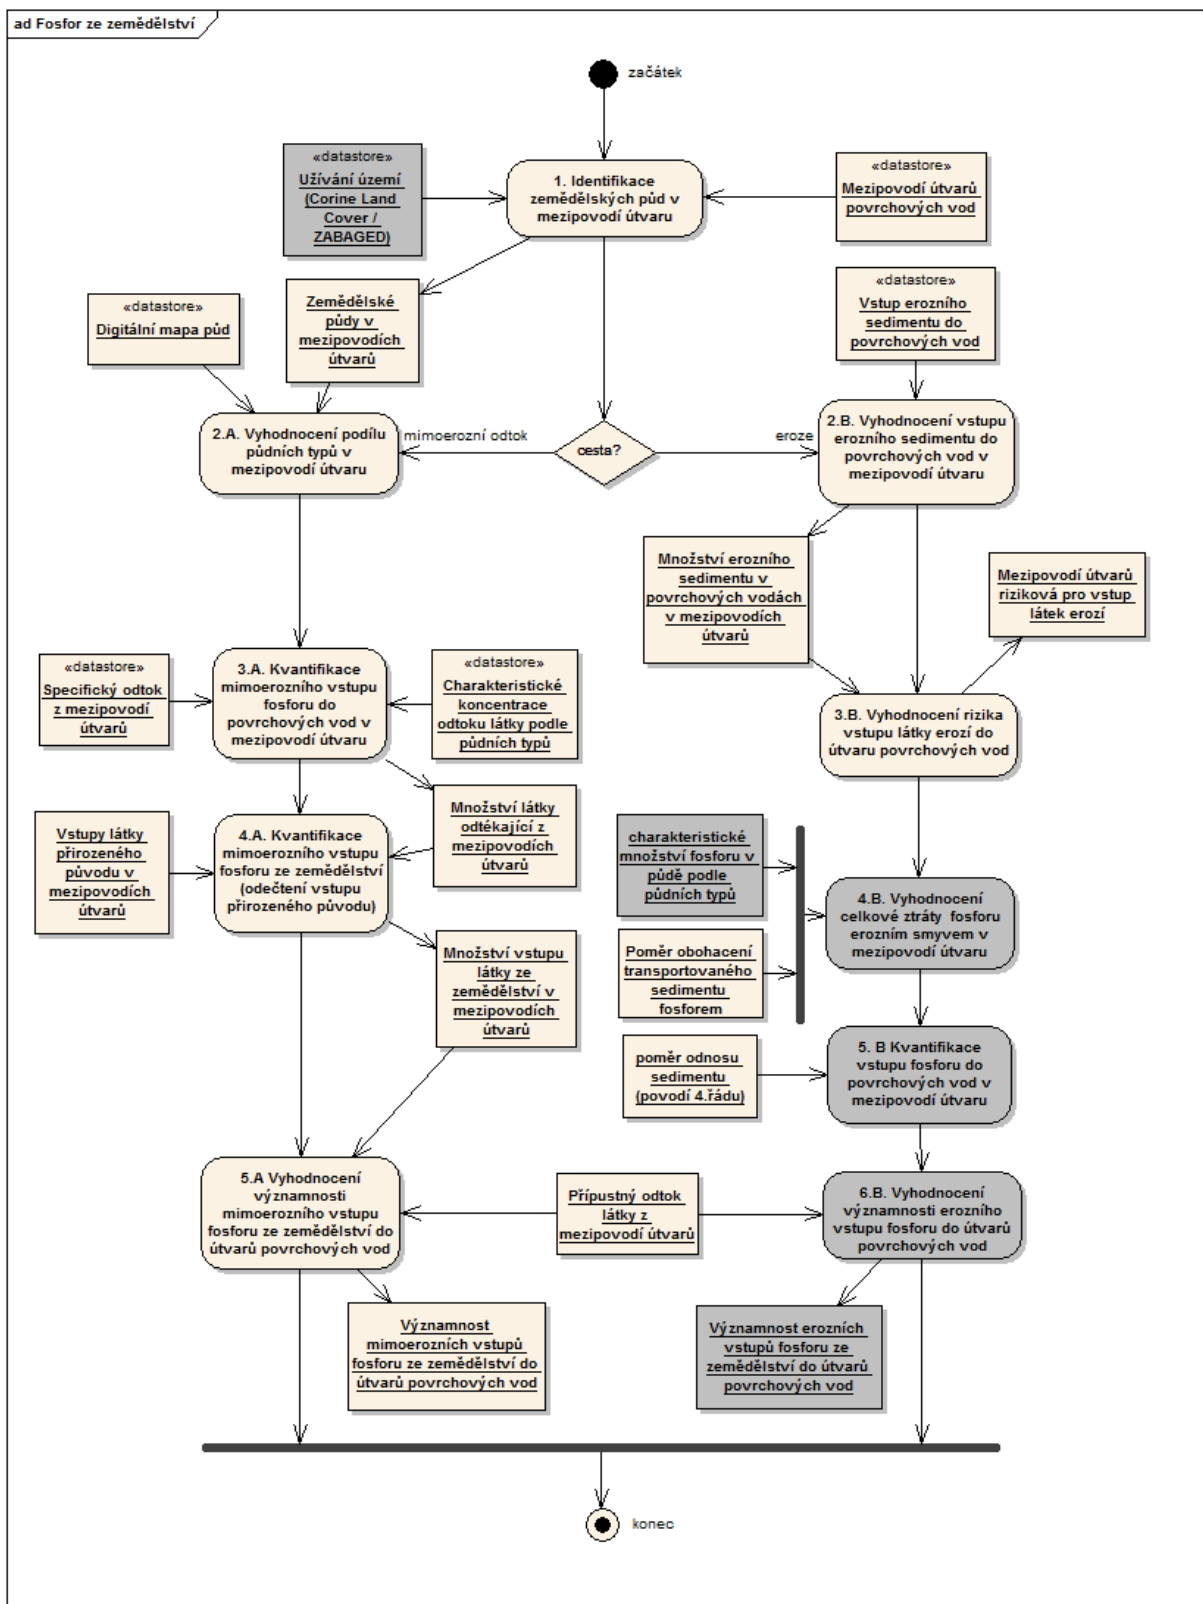 ad Fosfor ze zemědělství
začátek
«datastore»
Užívání území
(Corine Land
Cover /
ZABAGED)
1. Identifikace
zemědělských půd v
mezipovodí útvaru
«datastore»
Mezipovodí útvarů
povrchových vod
«datastore»
Digitální mapa půd
Zemědělské
půdy v
mezipovodích
útvarů
«datastore»
Vstup erozního
sedimentu do
povrchových vod
2.A. Vyhodnocení podílu
půdních typů v
mezipovodí útvaru
mimoerozní odtok
cesta?
eroze
2.B. Vyhodnocení vstupu
erozního sedimentu do
povrchových vod v
mezipovodí útvaru
Množství erozního
sedimentu v
povrchových vodách
v mezipovodích
útvarů
Mezipovodí útvarů
riziková pro vstup
látek erozí
«datastore»
Specifický odtok
z mezipovodí
útvarů
3.A. Kvantifikace
mimoerozního vstupu
fosforu do
povrchových vod v
mezipovodí útvaru
«datastore»
Charakteristické
koncentrace
odtoku látky podle
půdních typů
3.B. Vyhodnocení rizika
vstupu látky erozí do
útvaru povrchových vod
Vstupy látky
přirozeného
původu v
mezipovodích
útvarů
4.A. Kvantifikace
mimoerozního vstupu
fosforu ze zemědělství
(odečtení vstupu
přirozeného původu)
Množství látky
odtékající z
mezipovodích
útvarů
charakteristické
množství fosforu v
půdě podle
půdních typů
4.B. Vyhodnocení
celkové ztráty fosforu
erozním smyvem v
mezipovodí útvaru
Množství vstupu
látky ze
zemědělství v
mezipovodích
útvarů
Poměr obohacení
transportovaného
sedimentu
fosforem
poměr odnosu
sedimentu
(povodí 4.řádu)
5. B Kvantifikace
vstupu fosforu do
povrchových vod v
mezipovodí útvaru
5.A Vyhodnocení
významnosti
mimoerozního vstupu
fosforu ze zemědělství do
útvarů povrchových vod
Přípustný odtok
látky z
mezipovodí útvarů
6.B. Vyhodnocení
významnosti erozního
vstupu fosforu do útvarů
povrchových vod
Významnost
mimoerozních vstupů
fosforu ze zemědělství do
útvarů povrchových vod
Významnost erozních
vstupů fosforu ze
zemědělství do útvarů
povrchových vod
konec